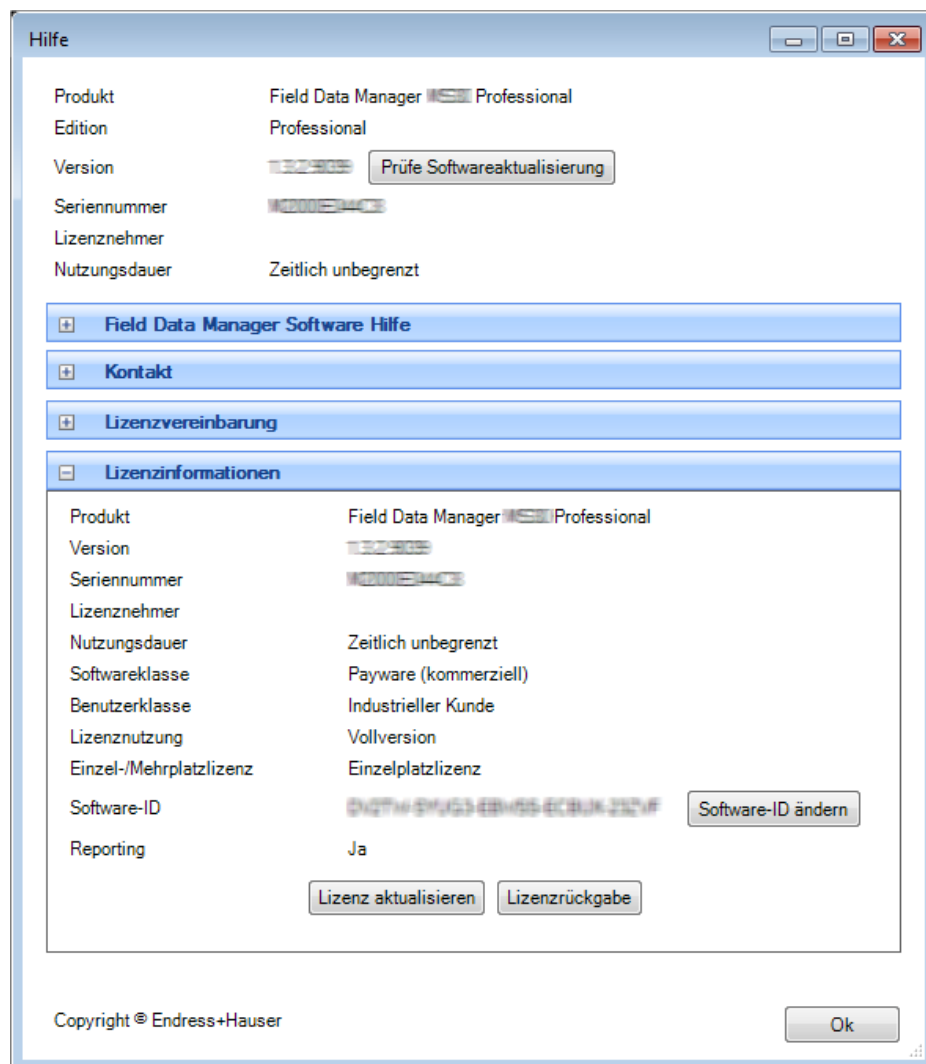 Hilfe
Produkt Field Data Manager Professional
Edition Professional
Version Prüfe Softwareaktualisierung
Seriennummer
Lizenznehmer
Nutzungsdauer Zeitlich unbegrenzt
Field Data Manager Software Hilfe
Kontakt
Lizenzvereinbarung
Lizenzinformationen
Produkt Field Data Manager Professional
Version
Seriennummer
Lizenznehmer
Nutzungsdauer Zeitlich unbegrenzt
Softwareklasse Payware (kommerziell)
Benutzerklasse Industrieller Kunde
Lizenznutzung Vollversion
Einzel-/Mehrplatzlizenz Einzelplatzlizenz
Software-ID Software-ID ändern
Reporting Ja
Lizenz aktualisieren Lizenzrückgabe
Copyright © Endress+Hauser Ok